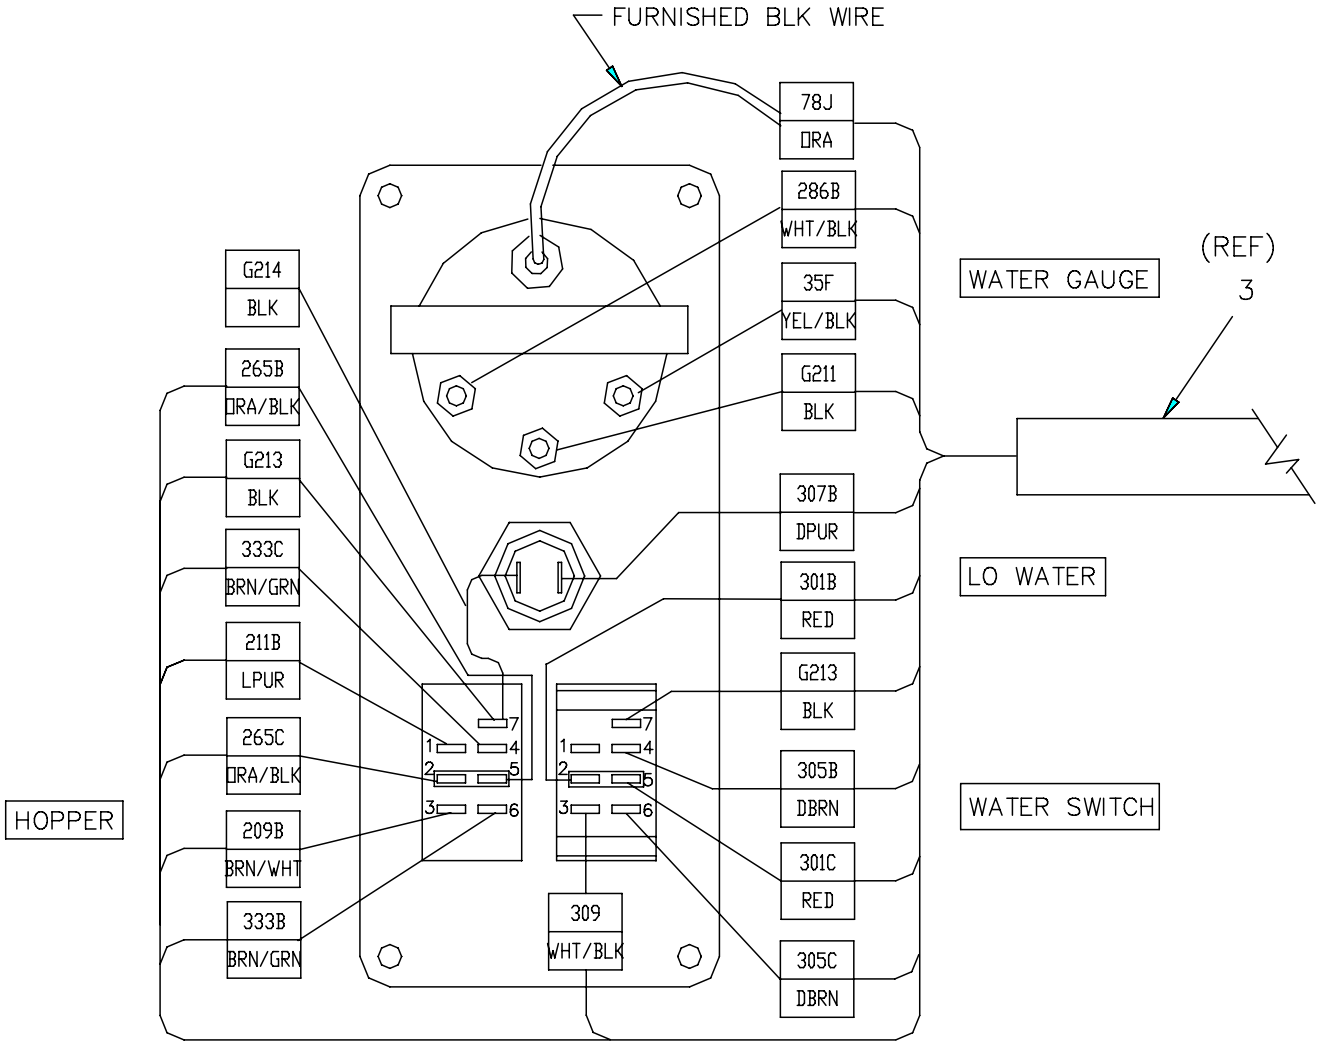 FURNISHED BLK WIRE
78J
ORA
286B
WHT/BLK
35F
YEL/BLK
G211
BLK
WATER GAUGE
(REF)
3
G214
BLK
265B
ORA/BLK
G213
BLK
333C
BRN/GRN
211B
LPUR
265C
ORA/BLK
209B
BRN/WHT
333B
BRN/GRN
HOPPER
307B
DPUR
301B
RED
G213
BLK
305B
DBRN
301C
RED
305C
DBRN
LO WATER
WATER SWITCH
7
1 4
2 5
3 6
7
1 4
2 5
3 6
309
WHT/BLK